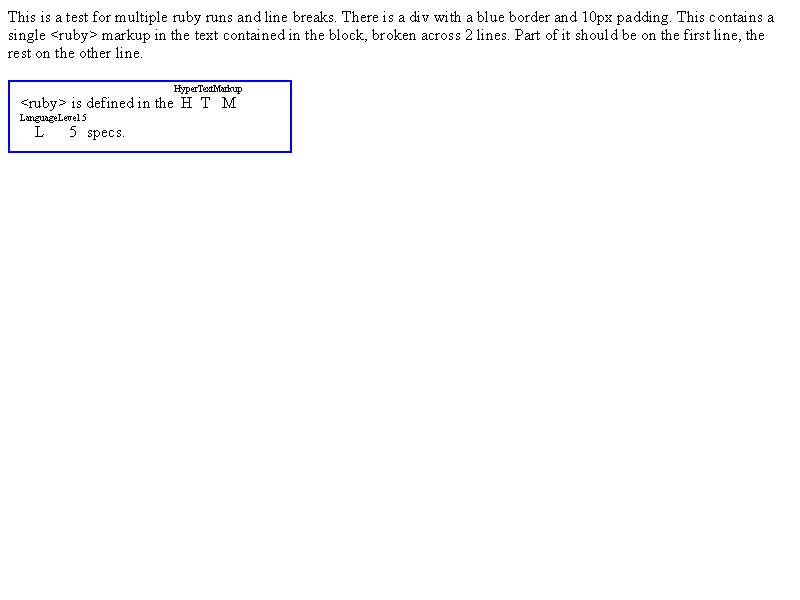 This is a test for multiple ruby runs and line breaks. There is a div with a blue border and 10px padding. This contains a
single <ruby> markup in the text contained in the block, broken across 2 lines. Part of it should be on the first line, the
rest on the other line.
HyperTextMarkup
<ruby> is defined in the H T M
LanguageLevel 5
L 5 specs.